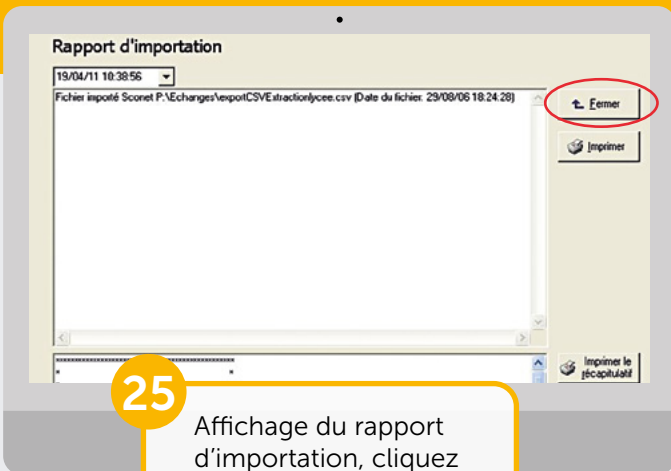 Rapport d'importation
19/04/11 10:38:56
Fichier importé Sconet P:\Echanges\exportCSVExtractionlycee.csv (Date du fichier: 29/08/06 18:24:28)
Fermer
Imprimer
Imprimer le
récapitulatif
25
Affichage du rapport
d'importation, cliquez